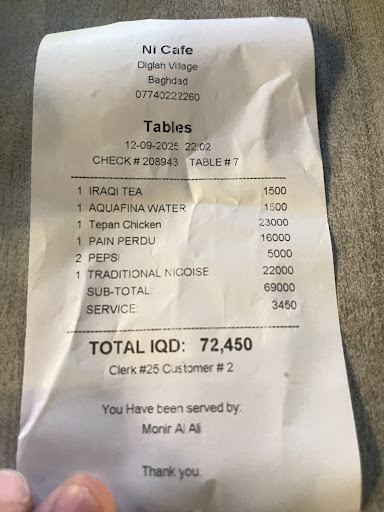 Ni Cafe
Diglah Village
Baghdad
07740222260
Tables
12-09-2025 22:02
CHECK # 208943 TABLE # 7
1 IRAQI TEA 1500
1 AQUAFINA WATER 1500
1 Tepan Chicken 23000
1 PAIN PERDU 16000
2 PEPSI 5000
1 TRADITIONAL NICOISE 22000
SUB-TOTAL: 69000
SERVICE: 3450
TOTAL IQD: 72,450
Clerk #25 Customer # 2
You Have been served by:
Monir Al Ali
Thank you.